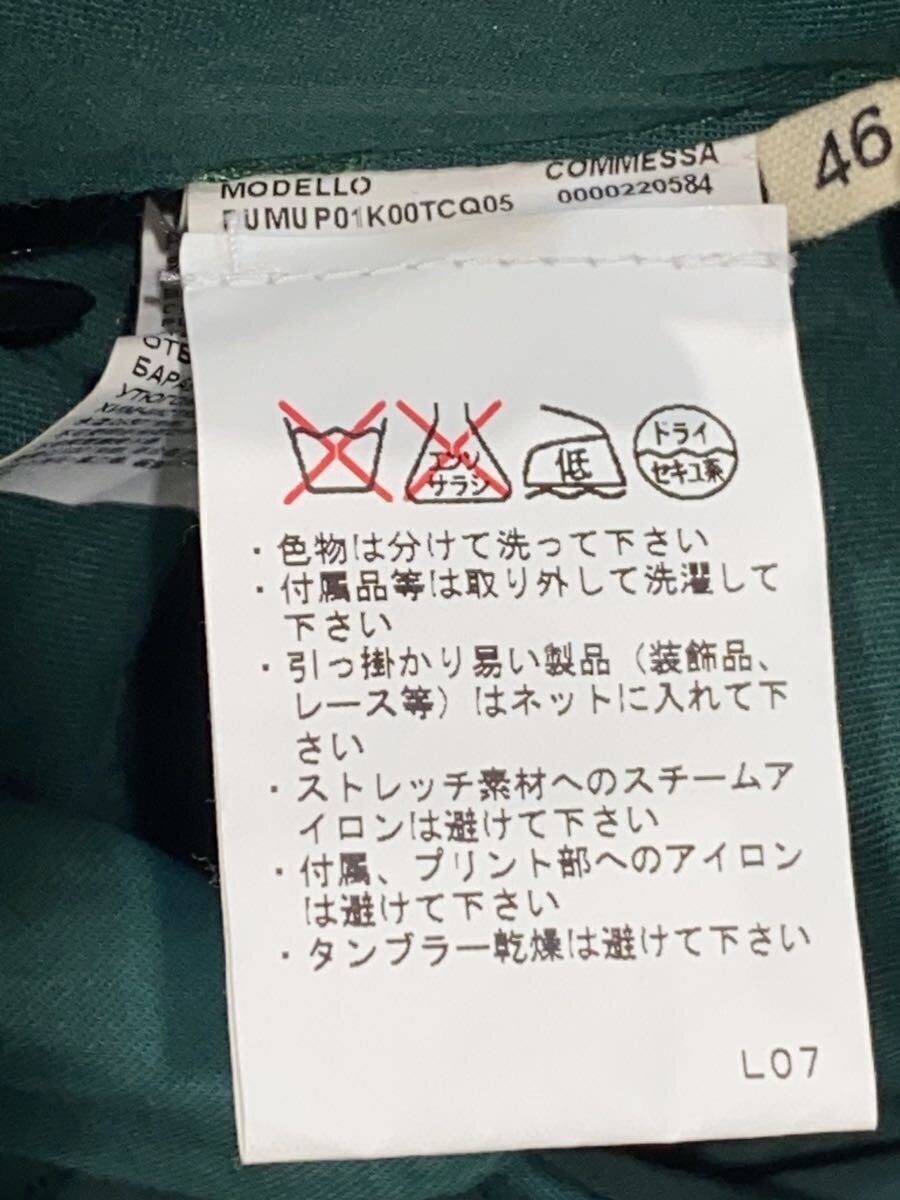 46
MODELLO
COMMESSA
UMUP01K00TCQ05
0000220584
ОТБ
БАРА
エンソ
サラシ
低
ドライ
セキユ系
・色物は分けて洗って下さい
・付属品等は取り外して洗濯して
下さい
・引っ掛かり易い製品（装飾品、
レース等）はネットに入れて下
さい
・ストレッチ素材へのスチームア
イロンは避けて下さい
・付属、プリント部へのアイロン
は避けて下さい
・タンブラー乾燥は避けて下さい
L07